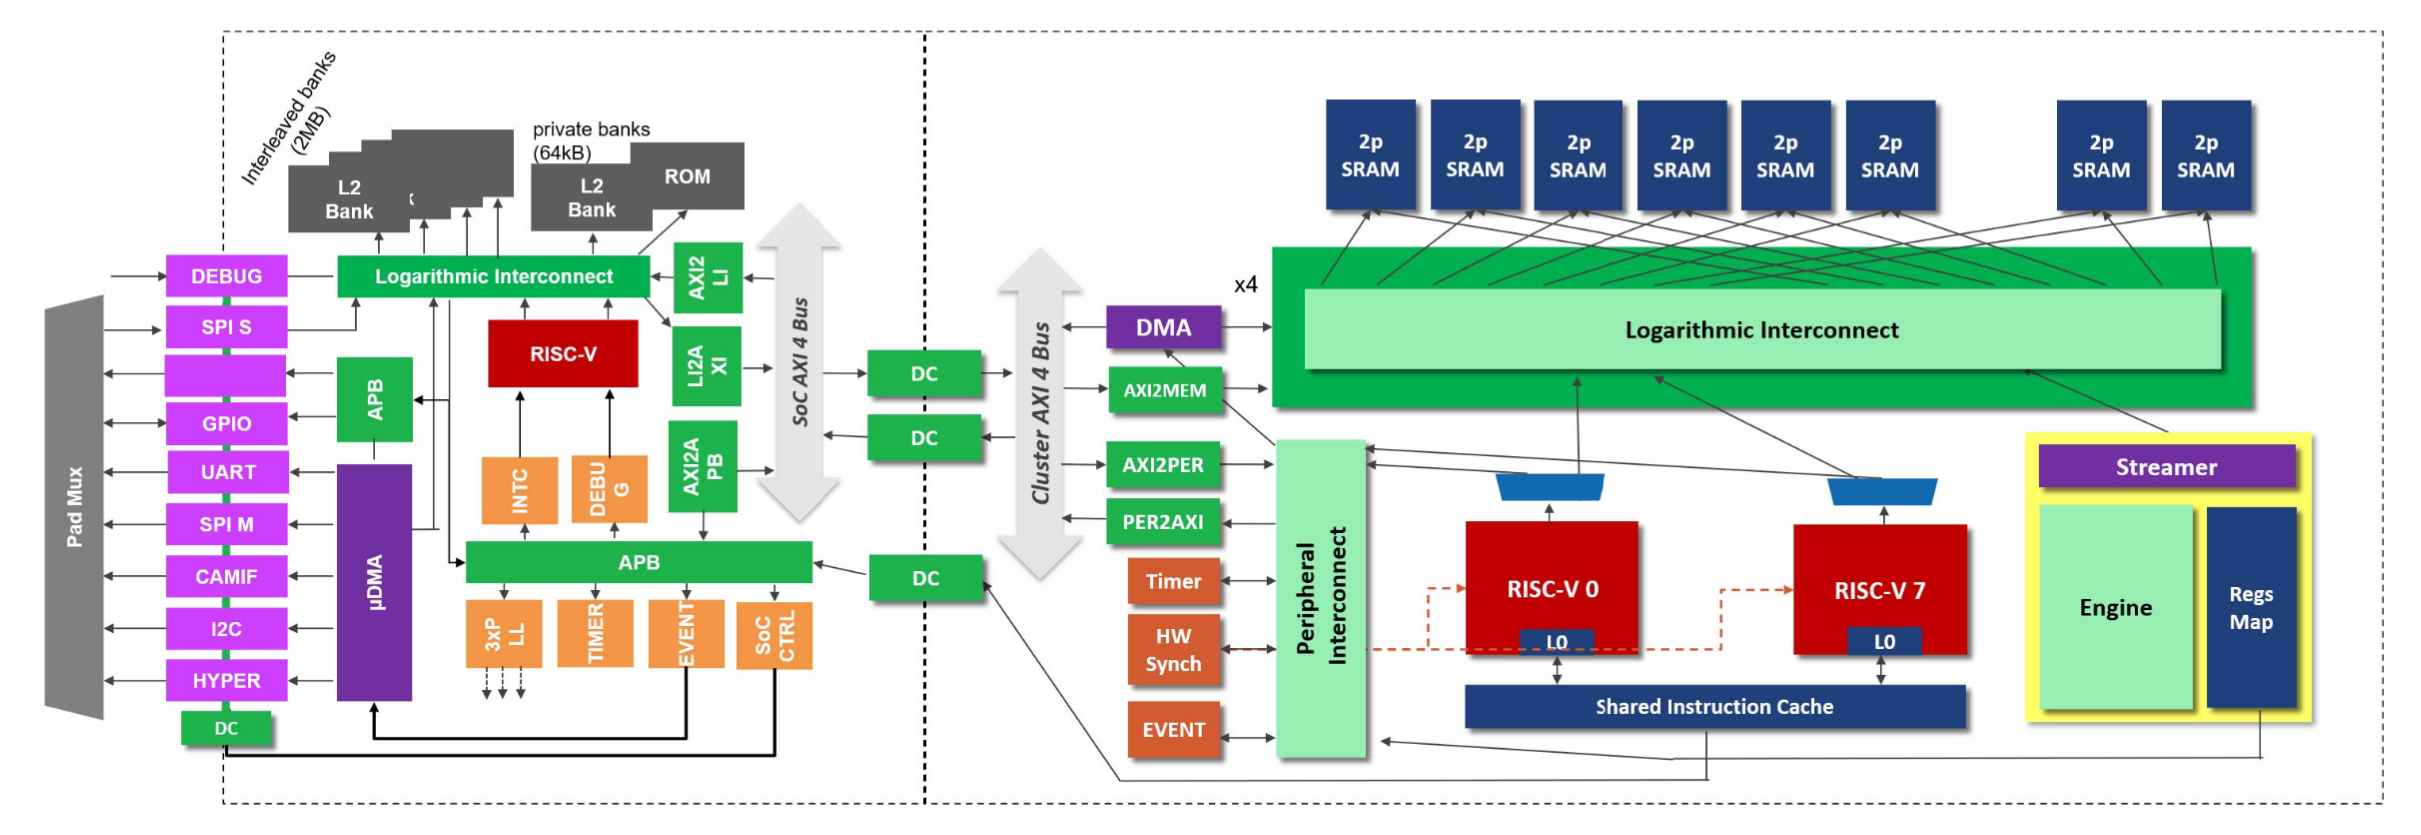 Interleaved banks
(2MB)
private banks
(64kB)
L2
Bank
L2
Bank
ROM
DEBUG
SPI S
GPIO
UART
SPI M
CAMIF
I2C
HYPER
DC
Pad Mux
Logarithmic Interconnect
AXI2
LI
LI2A
XI
AXI2A
PB
RISC-V
APB
µDMA
INTC
DEBU
G
APB
3xP
LL
TIMER
EVENT
SoC
CTRL
SoC AXI 4 Bus
DC
DC
DC
Cluster AXI 4 Bus
x4
DMA
AXI2MEM
AXI2PER
PER2AXI
Timer
HW
Synch
EVENT
Peripheral
Interconnect
2p
SRAM
2p
SRAM
2p
SRAM
2p
SRAM
2p
SRAM
2p
SRAM
2p
SRAM
2p
SRAM
Logarithmic Interconnect
RISC-V 0
L0
RISC-V 7
L0
Shared Instruction Cache
Streamer
Engine
Regs
Map